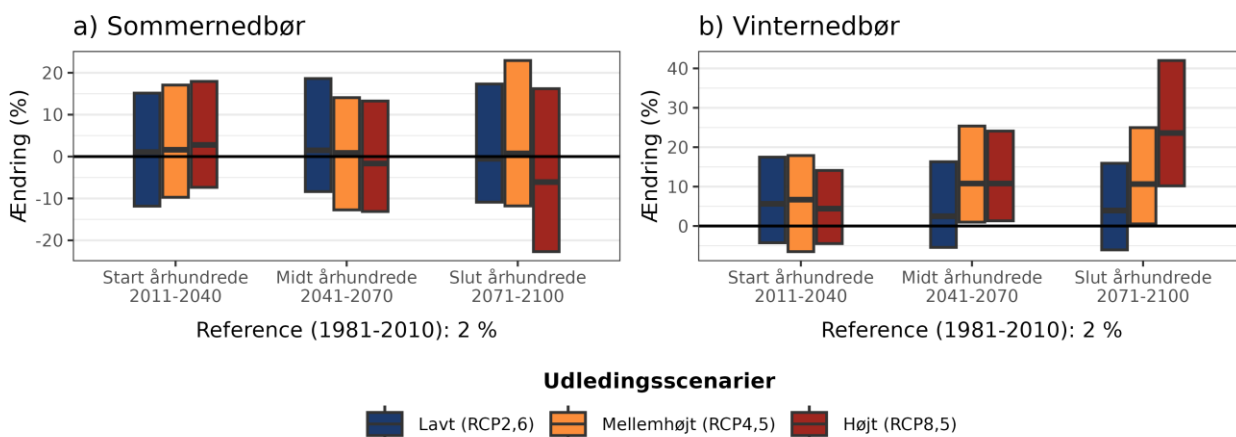 a) Sommernedbør
b) Vinternedbør
Ændring (%)
20
10
0
-10
-20
Start århundrede
2011-2040
Midt århundrede
2041-2070
Slut århundrede
2071-2100
Reference (1981-2010): 2 %
Ændring (%)
40
30
20
10
0
Start århundrede
2011-2040
Midt århundrede
2041-2070
Slut århundrede
2071-2100
Reference (1981-2010): 2 %
Udledingsscenarier
Lavt (RCP2,6)
Mellemhøjt (RCP4,5)
Højt (RCP8,5)